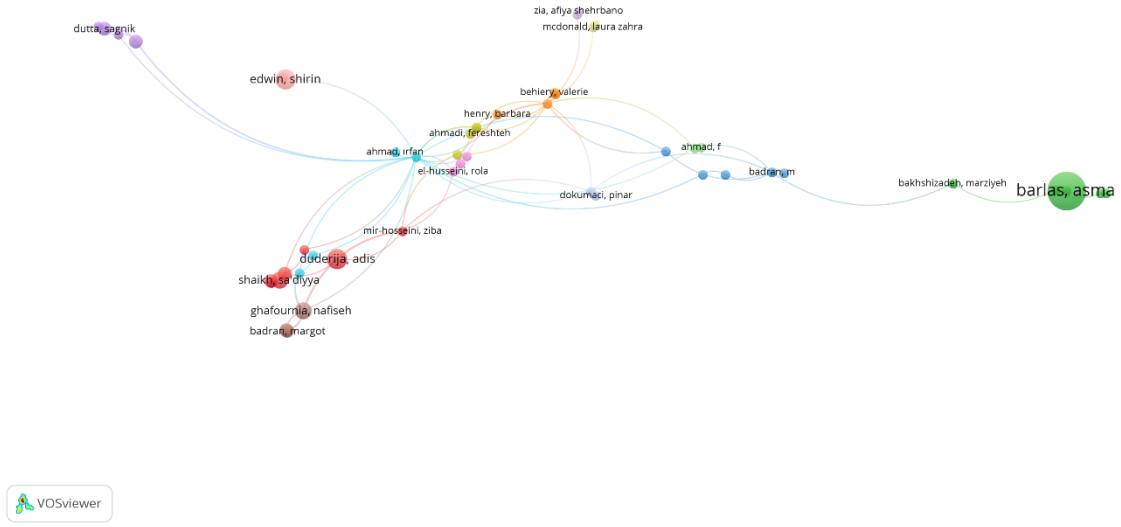 zia, afiya shehrbano
mcdonald, laura zahra
dutta, sagnik
edwin, shirin
behiery, valerie
henry, barbara
ahmadi, fereshteh
ahmad, f
ahmad, ırfan
el-husseini, rola
badran, m
bakhshizadeh, marziyeh
barlas, asma
dokumaci, pinar
mir-hosseini, ziba
duderija, adis
shaikh, sa'diyya
ghafournia, nafiseh
badran, margot
VOSviewer